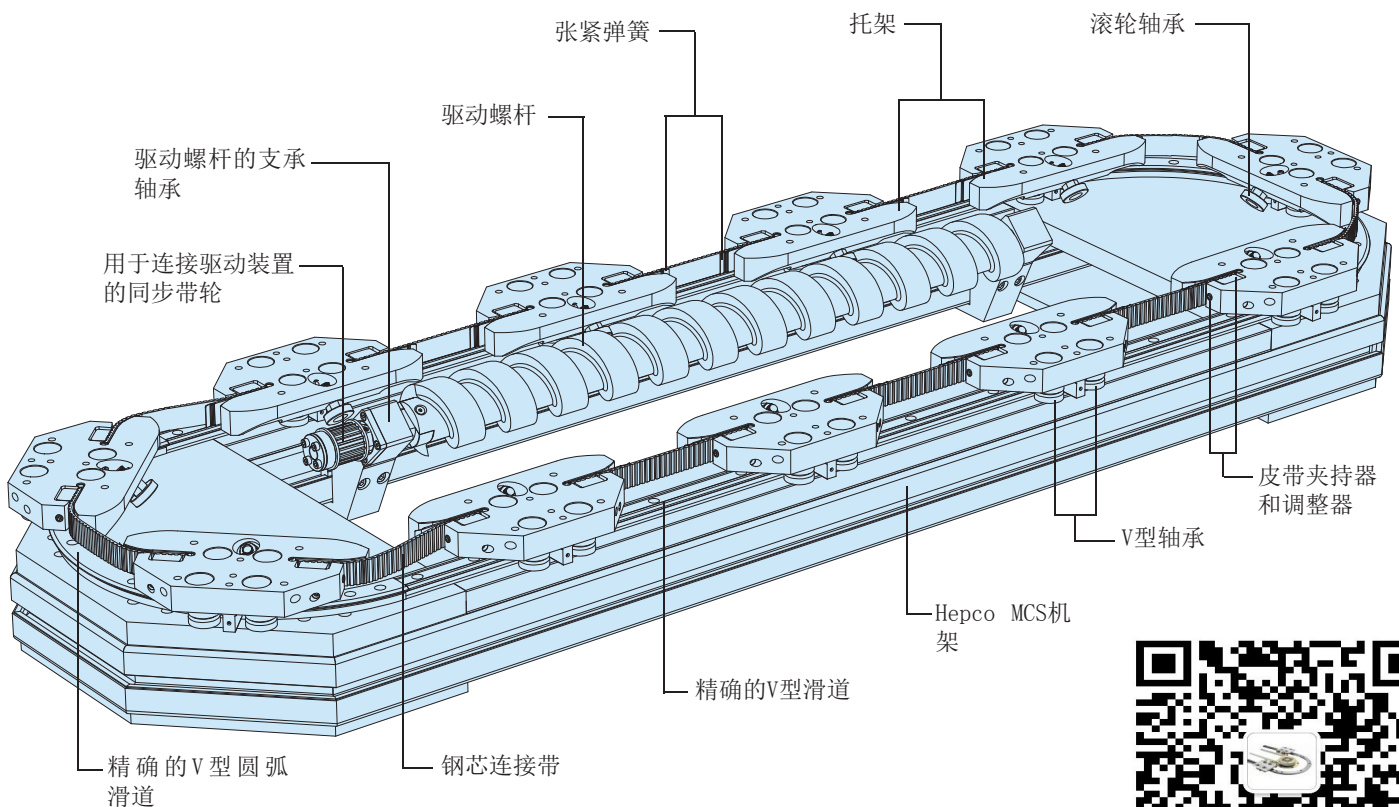 张紧弹簧
托架
滚轮轴承
驱动螺杆
驱动螺杆的支承
轴承
用于连接驱动装置
的同步带轮
皮带夹持器
和调整器
V型轴承
Hepco MCS机
架
精确的V型滑道
钢芯连接带
精确的V型圆弧
滑道